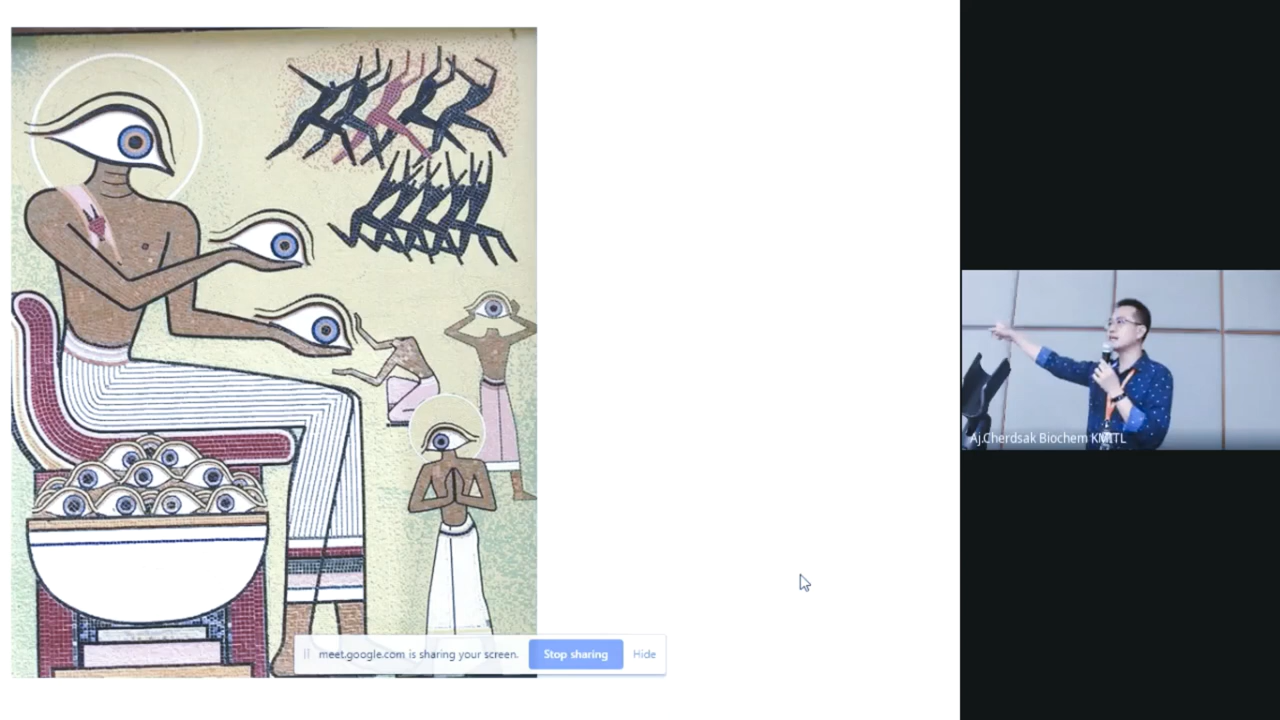 Aj.Cherdsak Biochem KMITL
meet.google.com is sharing your screen.
Stop sharing
Hide